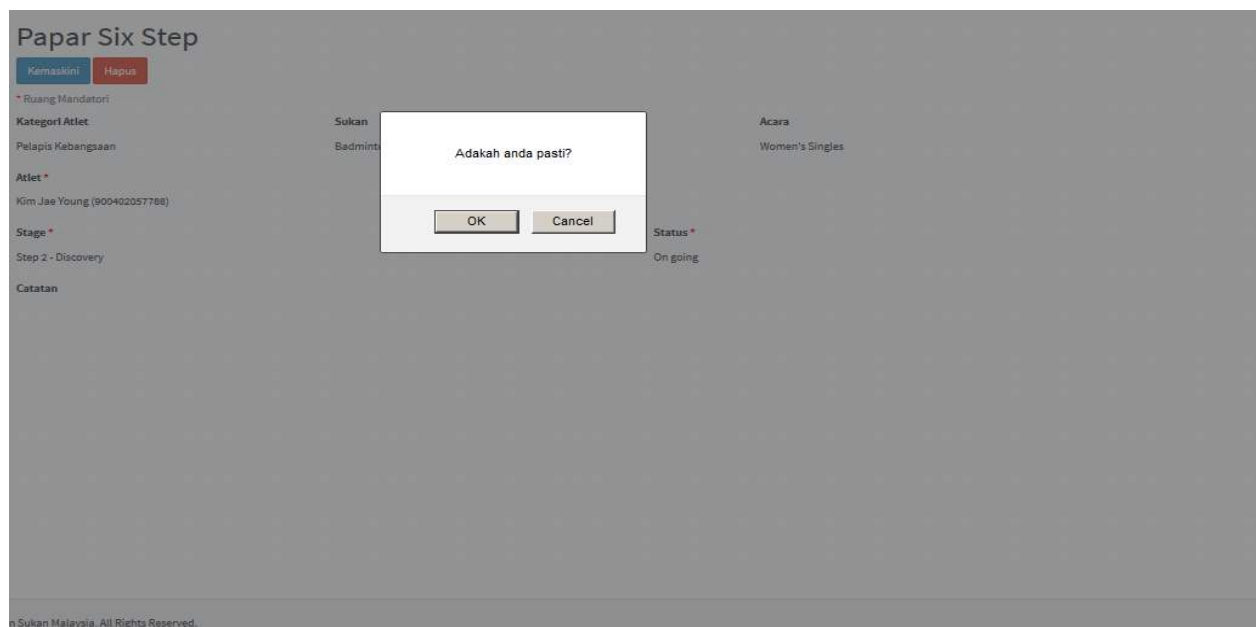 Papar Six Step
Kemaskini Hapus
* Ruang Mandatori
Kategori Atlet Sukan Acara
Pelapis Kebangsaan Women's Singles
Adakah anda pasti?
Atlet *
Kim Jae Young (900402057788)
OK Cancel
Stage * Status *
Step 2 - Discovery On going
Catatan
Sukan Malaysia. All Rights Reserved.